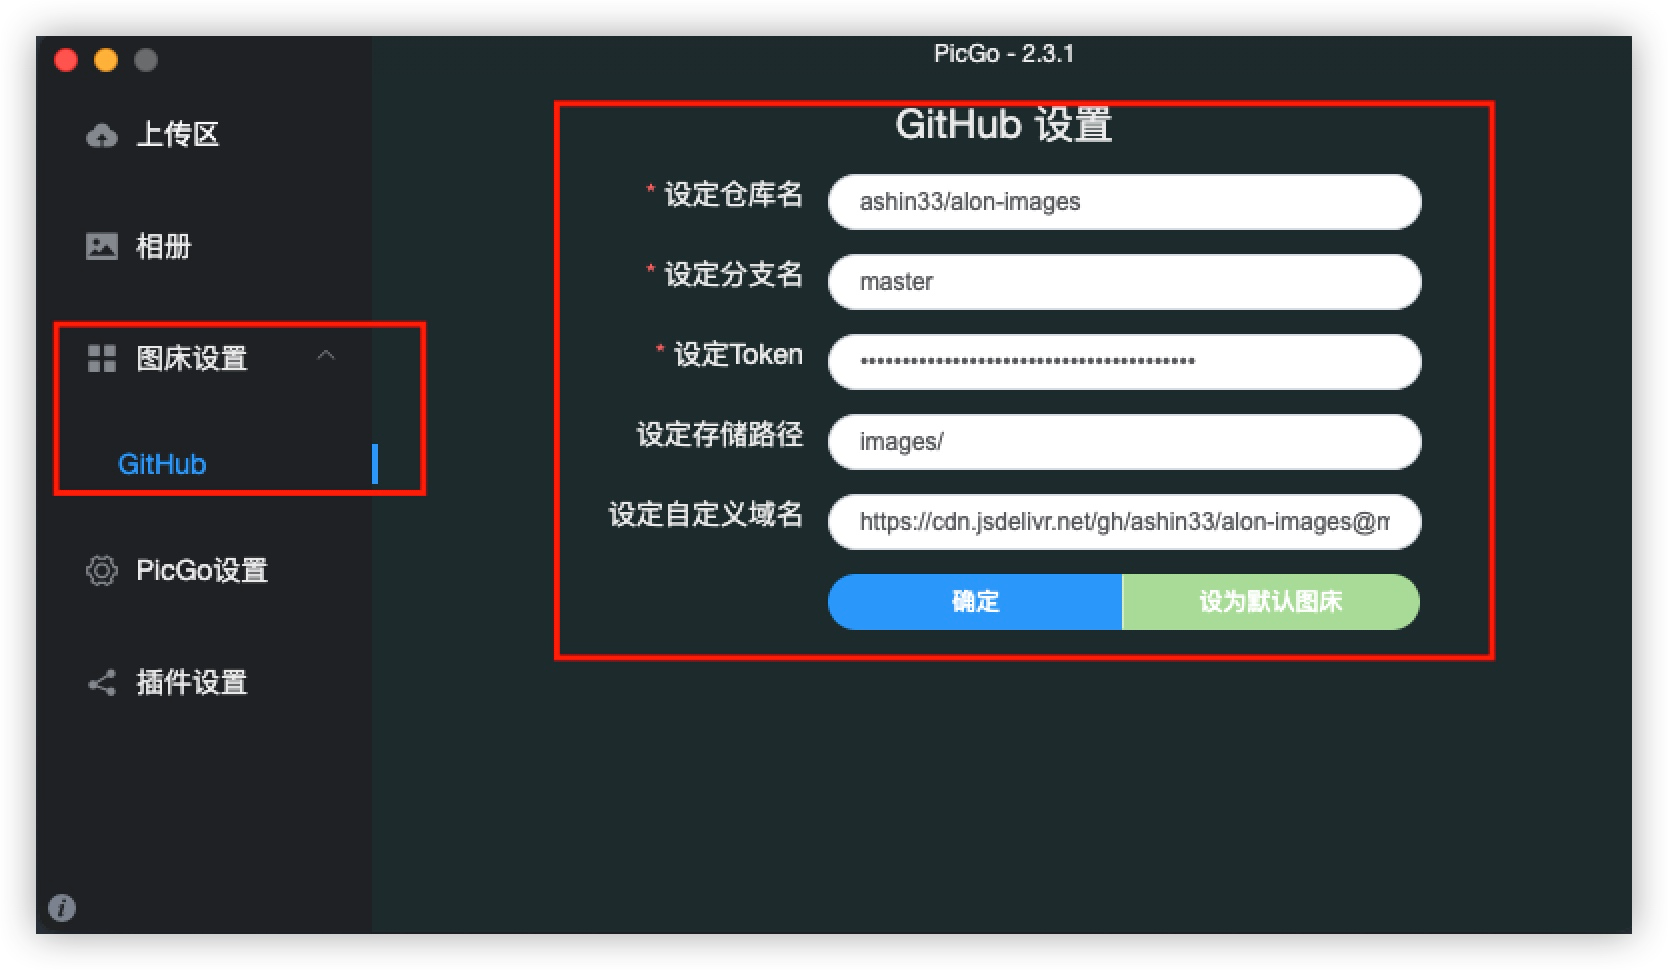 PicGo - 2.3.1
上传区
相册
图床设置
GitHub
PicGo设置
插件设置
GitHub 设置
* 设定仓库名
ashin33/alon-images
* 设定分支名
master
* 设定Token
••••••••••••••••••••••••••••••••••••••••
设定存储路径
images/
设定自定义域名
https://cdn.jsdelivr.net/gh/ashin33/alon-images@m
确定
设为默认图床